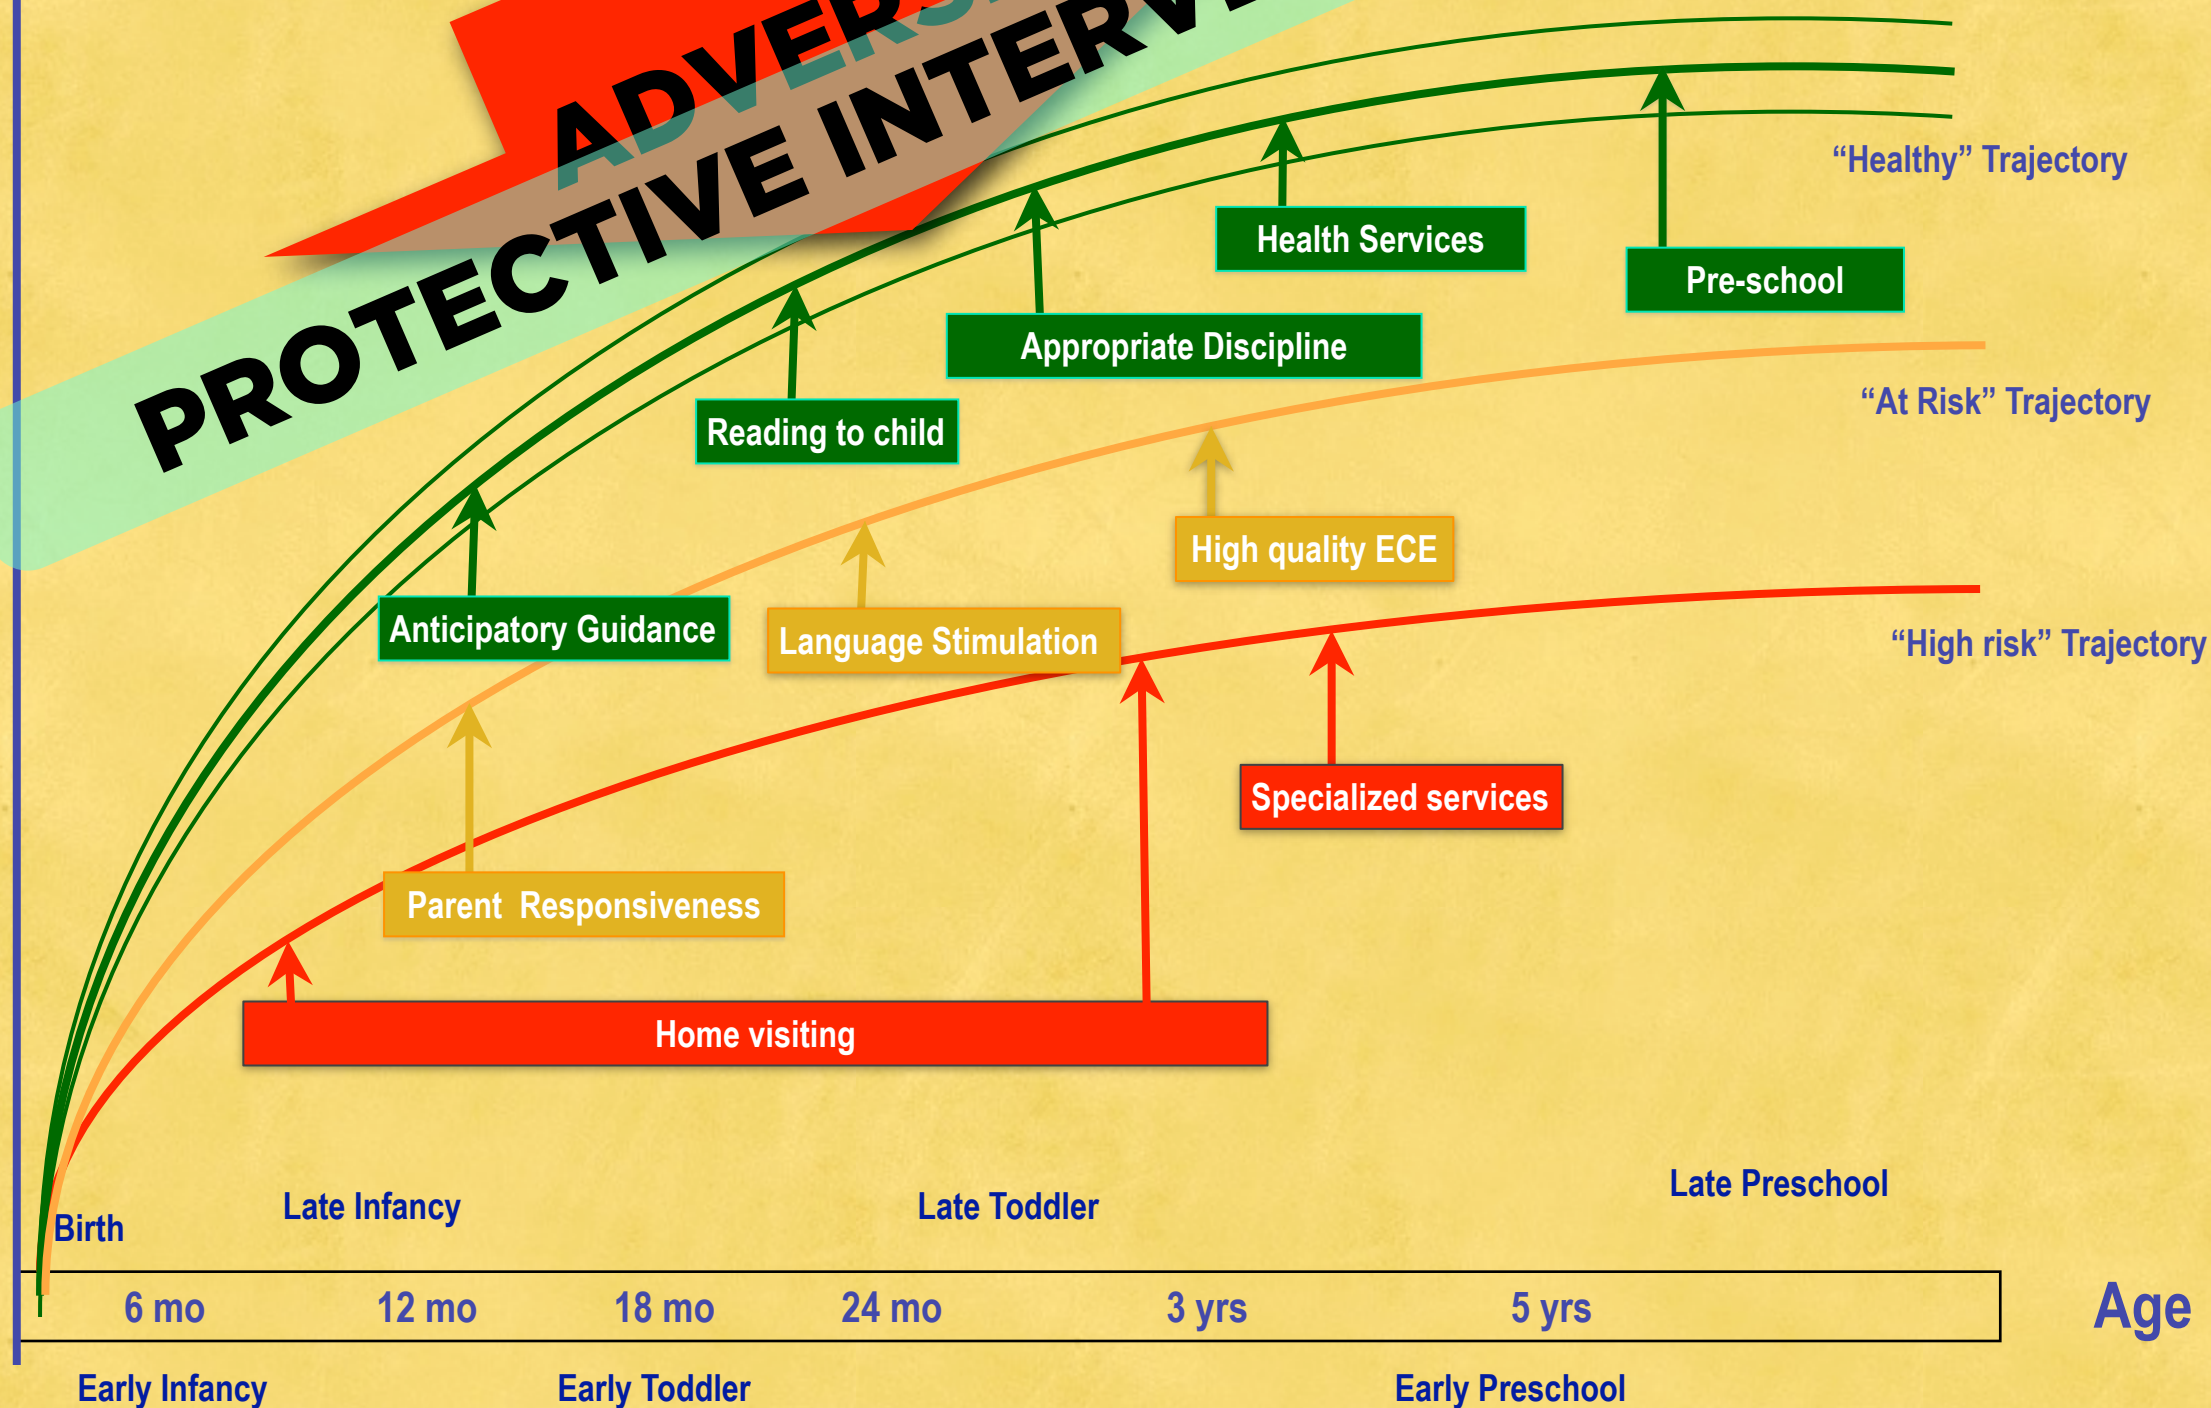 PROTECTIVE
“Healthy” Trajectory
Health Services
Pre-school
Appropriate Discipline
“At Risk” Trajectory
Reading to child
High quality ECE
Anticipatory Guidance
Language Stimulation
“High risk” Trajectory
Specialized services
Parent Responsiveness
Home visiting
Late Preschool
Late Infancy
Late Toddler
Birth
6 mo
12 mo
18 mo
24 mo
3 yrs
5 yrs
Age
Early Infancy
Early Toddler
Early Preschool